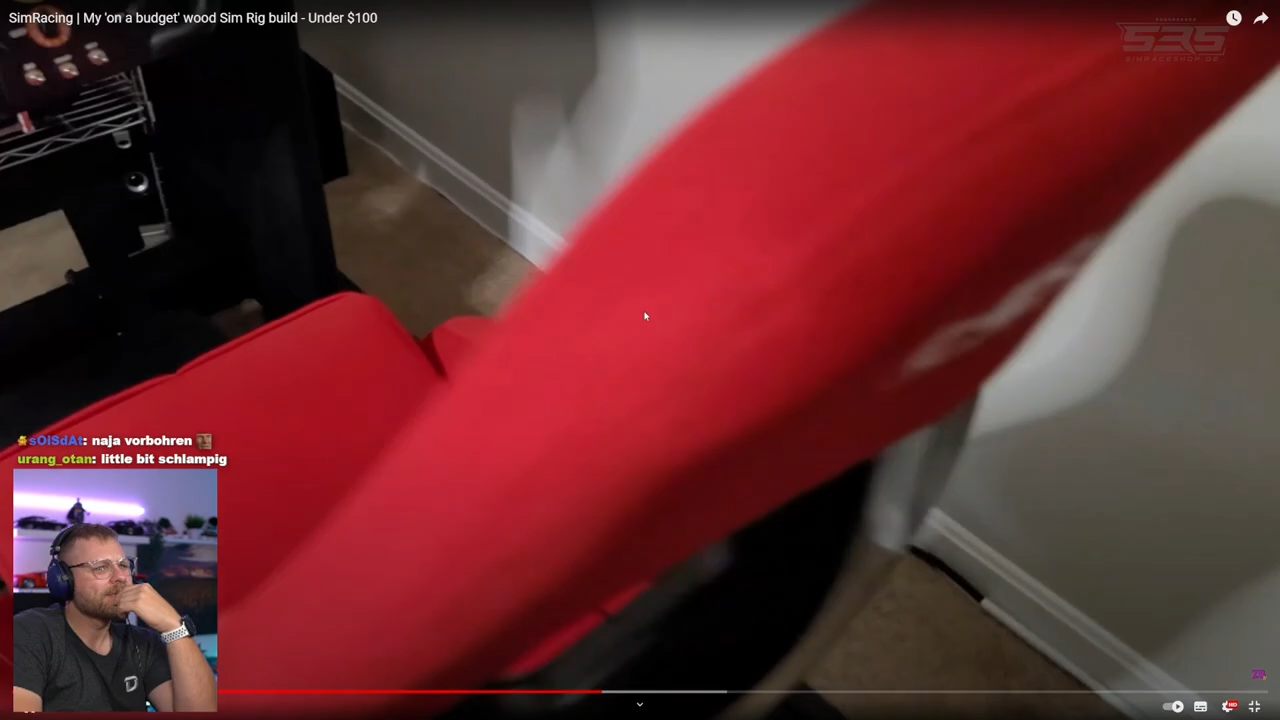 SimRacing | My 'on a budget' wood Sim Rig build - Under $100
S3S
SIMRACESHOP.DE
sOlSdAt: naja vorbohren
urang_otan: little bit schlampig
HD